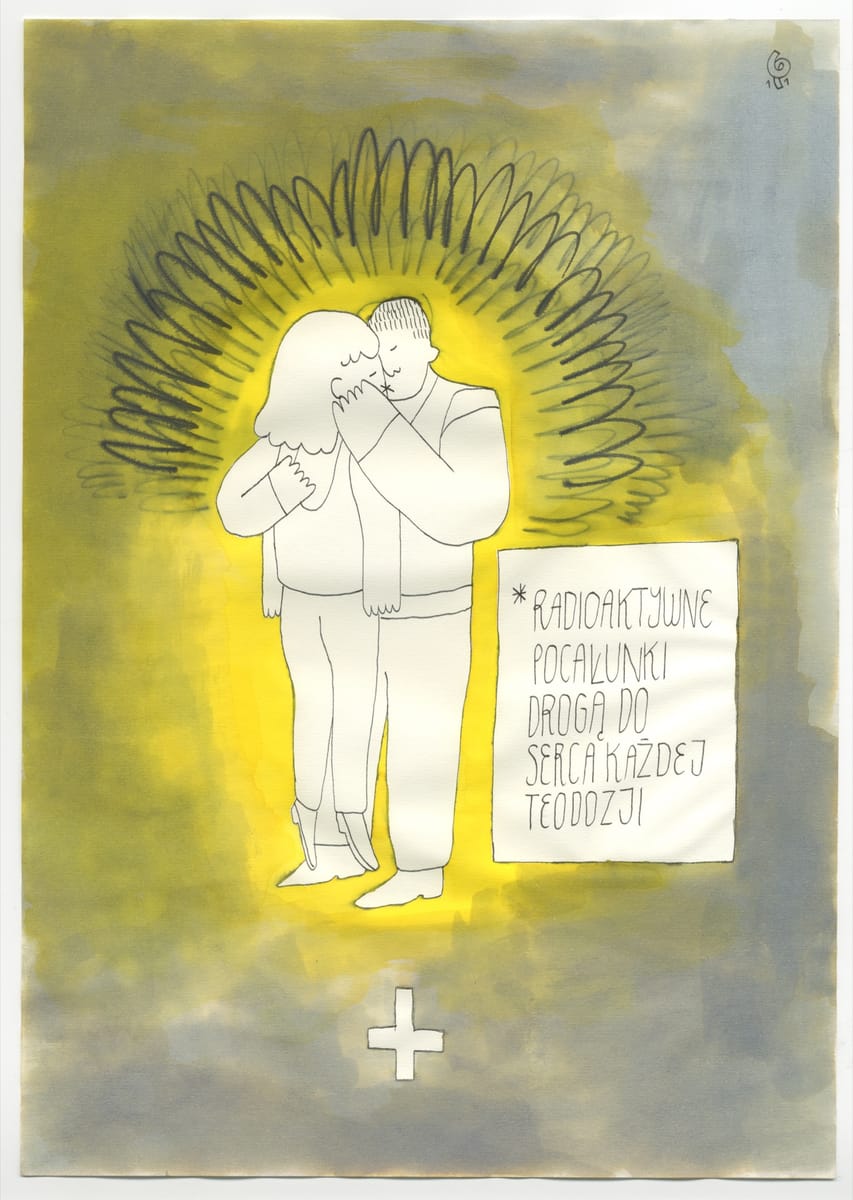 * RADIOAKTYWNE
POCAŁUNKI
DROGĄ DO
SERCA KAŻDEJ
TEODOZJI